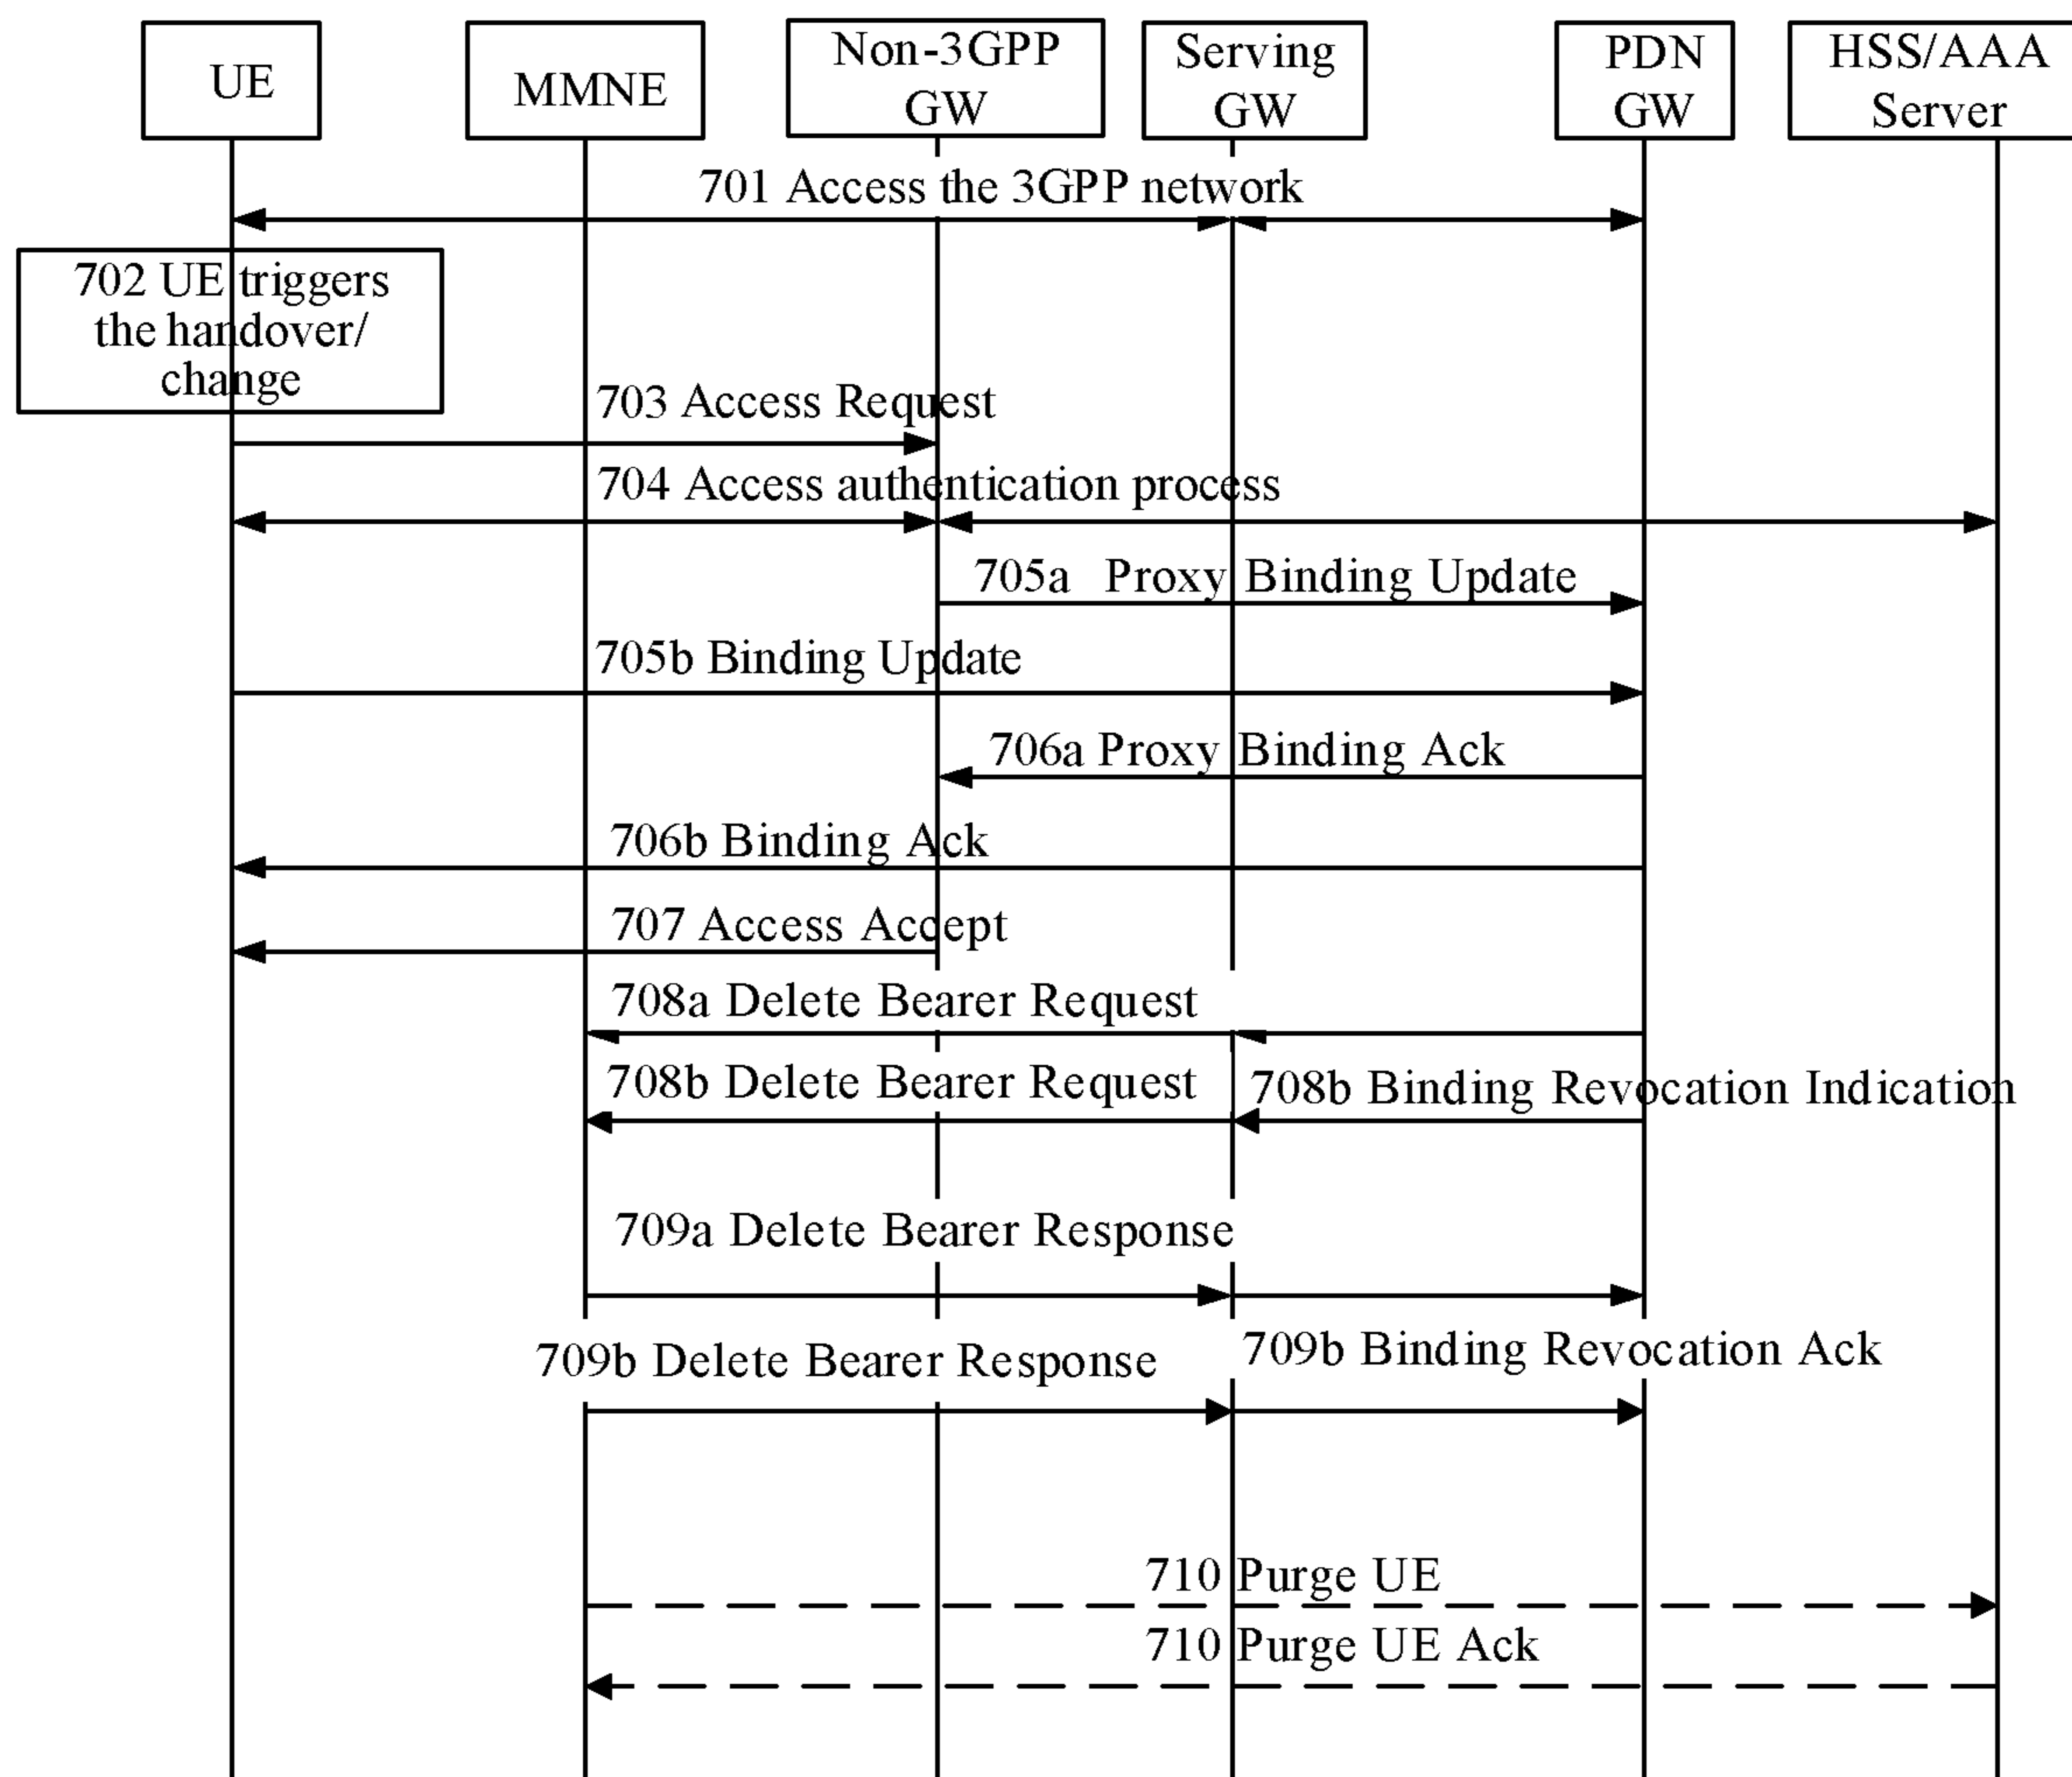 UE
MMNE
Non-3GPP
GW
Serving
GW
PDN
GW
HSS/AAA
Server
701 Access the 3GPP network
702 UE triggers
the handover/
change
703 Access Request
704 Access authentication process
705a Proxy Binding Update
705b Binding Update
706a Proxy Binding Ack
706b Binding Ack
707 Access Accept
708a Delete Bearer Request
708b Delete Bearer Request
708b Binding Revocation Indication
709a Delete Bearer Response
709b Delete Bearer Response
709b Binding Revocation Ack
710 Purge UE
710 Purge UE Ack